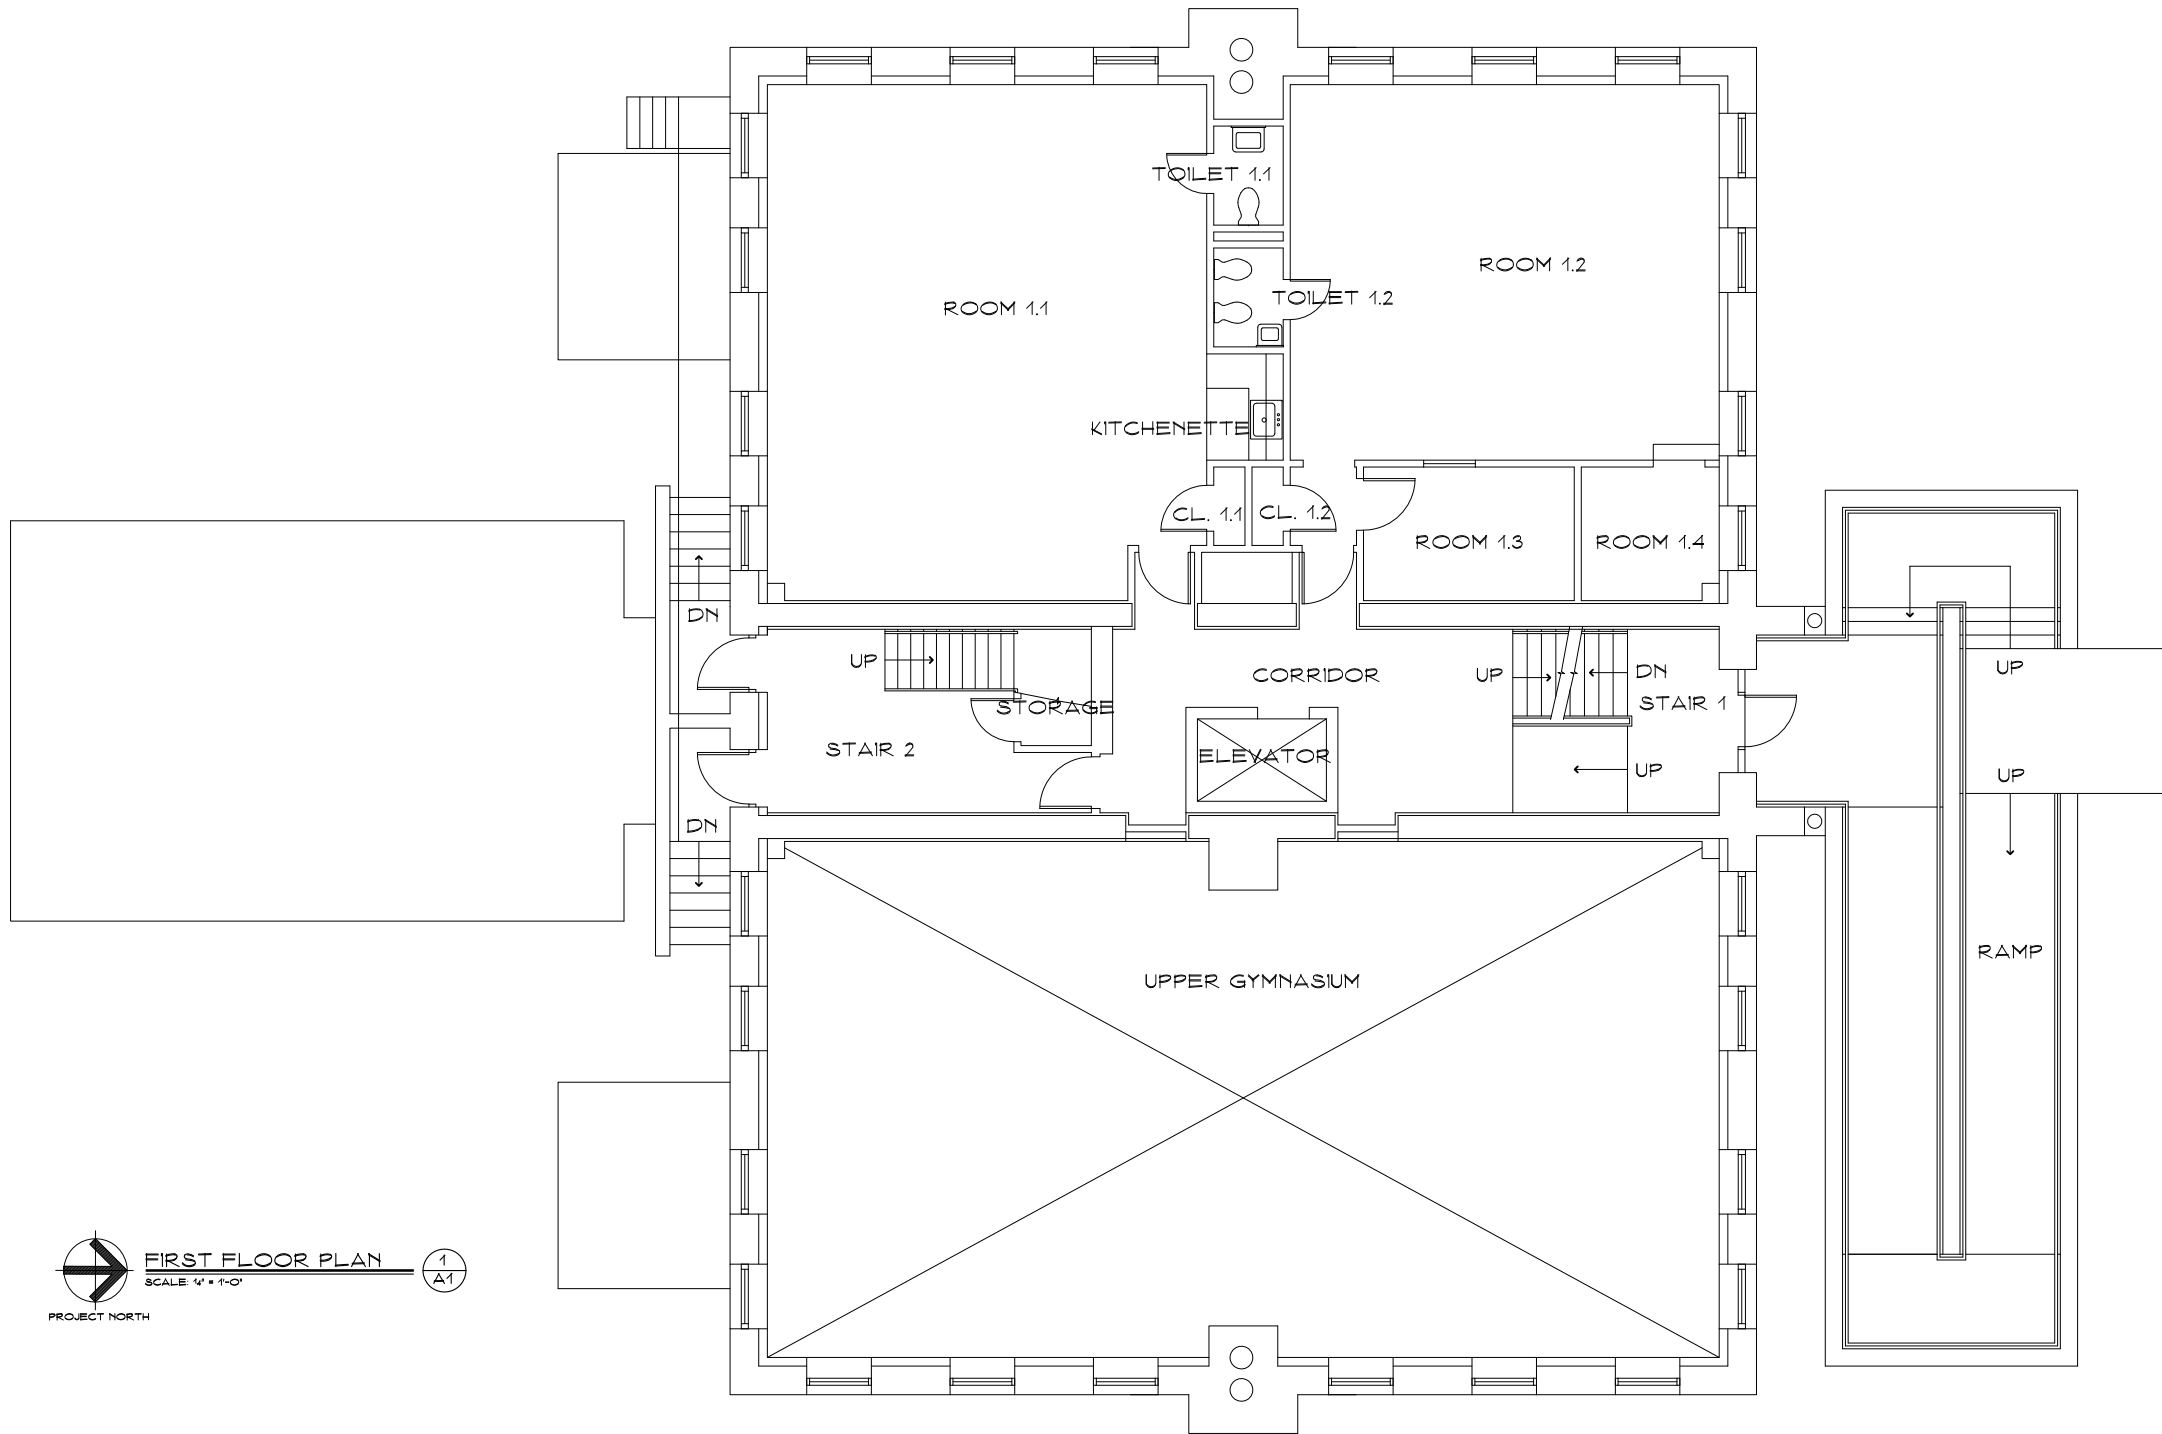 TOILET 1.1
ROOM 1.2
TOILET 1.2
ROOM 1.1
KITCHENETTE
CL. 1.1
CL. 1.2
ROOM 1.3
ROOM 1.4
DN
UP
CORRIDOR
UP
DN
UP
STORAGE
STAIR 1
STAIR 2
ELEVATOR
UP
UP
DN
RAMP
UPPER GYMNASIUM
FIRST FLOOR PLAN
SCALE: ¼" = 1'-0"
1
A1
PROJECT NORTH